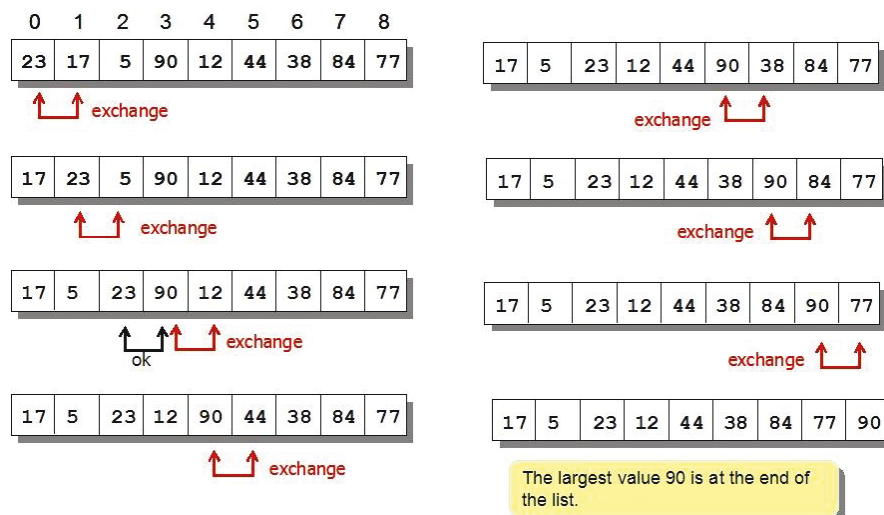 0 1 2 3 4 5 6 7 8
23 17 5 90 12 44 38 84 77
exchange
17 23 5 90 12 44 38 84 77
exchange
17 5 23 90 12 44 38 84 77
ok
exchange
17 5 23 12 90 44 38 84 77
exchange
17 5 23 12 44 90 38 84 77
exchange
17 5 23 12 44 38 90 84 77
exchange
17 5 23 12 44 38 84 90 77
exchange
17 5 23 12 44 38 84 77 90
The largest value 90 is at the end of
the list.